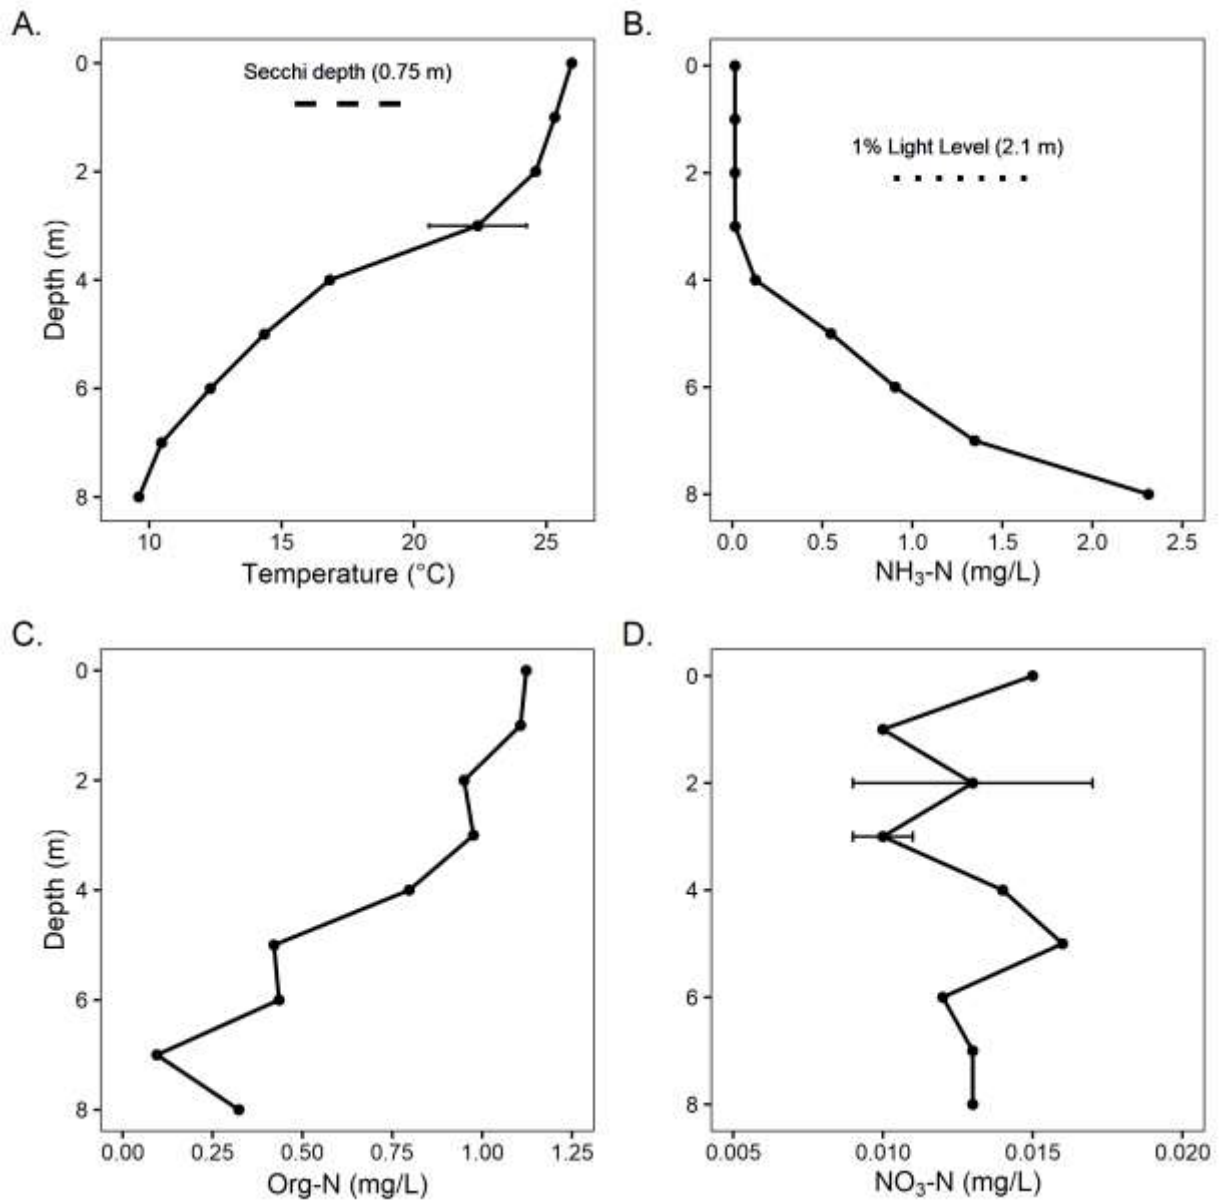 A.
Secchi depth (0.75 m)
0
2
4
6
8
Depth (m)
10 15 20 25
Temperature (°C)
B.
1% Light Level (2.1 m)
0
2
4
6
8
0.0 0.5 1.0 1.5 2.0 2.5
NH₃-N (mg/L)
C.
0
2
4
6
8
Depth (m)
0.00 0.25 0.50 0.75 1.00 1.25
Org-N (mg/L)
D.
0
2
4
6
8
0.005 0.010 0.015 0.020
NO₃-N (mg/L)